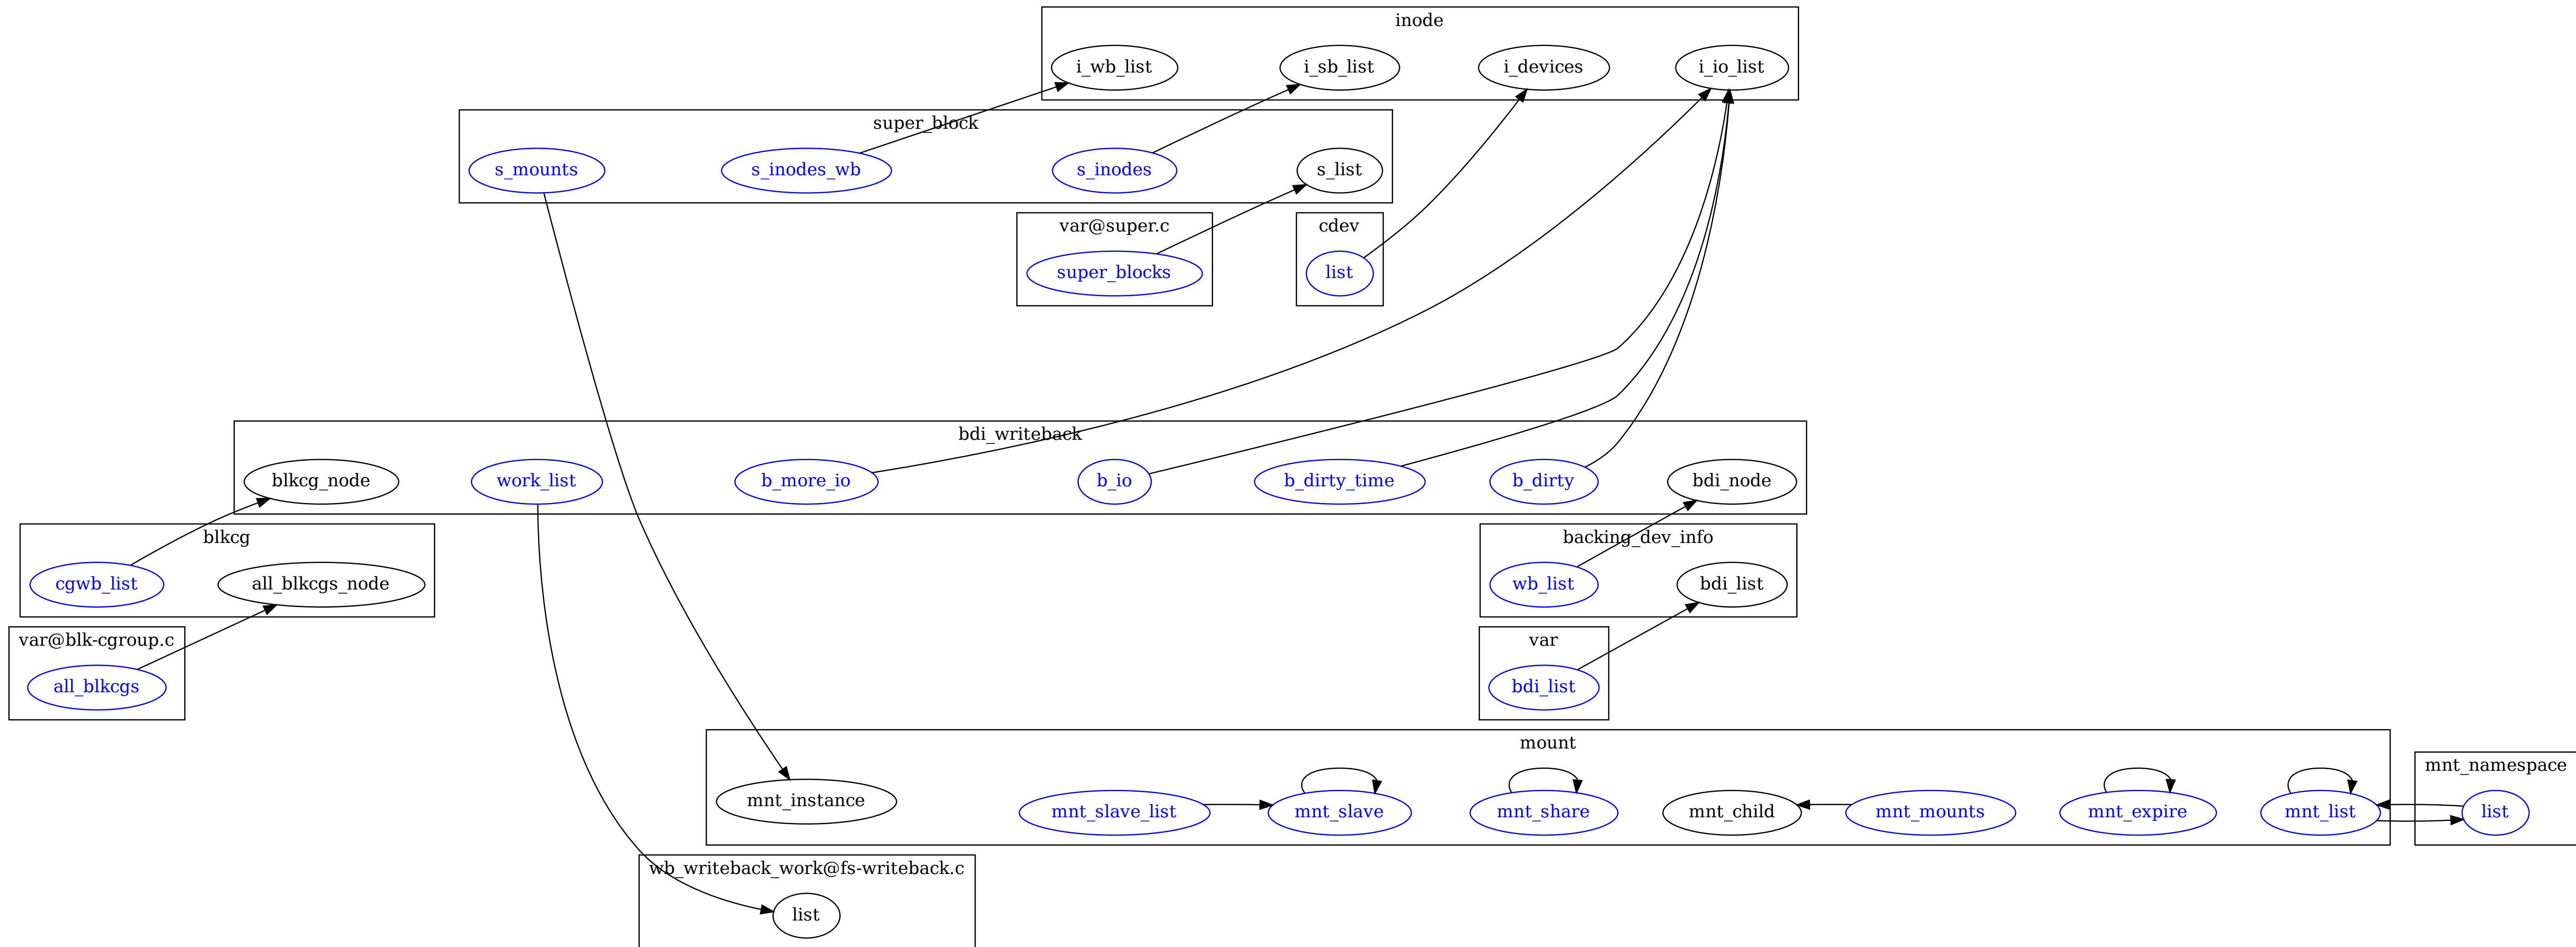 inode
i_wb_list
i_sb_list
i_devices
i_io_list
super_block
s_mounts
s_inodes_wb
s_inodes
s_list
var@super.c
super_blocks
cdev
list
bdi_writeback
blkcg_node
work_list
b_more_io
b_io
b_dirty_time
b_dirty
bdi_node
blkcg
cgwb_list
all_blkcgs_node
backing_dev_info
wb_list
bdi_list
var@blk-cgroup.c
all_blkcgs
var
bdi_list
mount
mnt_instance
mnt_slave_list
mnt_slave
mnt_share
mnt_child
mnt_mounts
mnt_expire
mnt_list
mnt_namespace
list
wb_writeback_work@fs-writeback.c
list